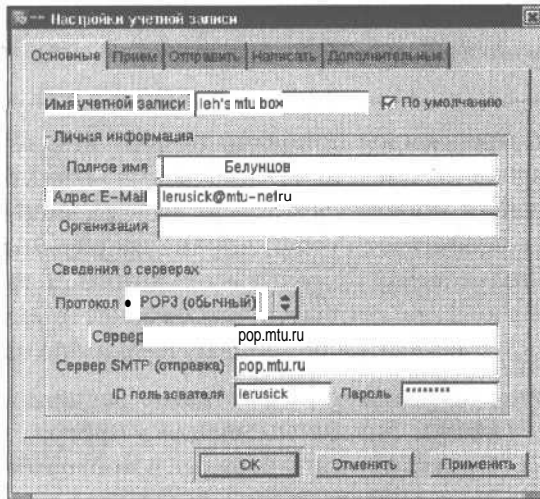 Настройки учетной записи
Основные Прием Отправить Написать Дополнительные
Имя учетной записи leh's mtu box По умолчанию
Личная информация
Полное имя Белунцов
Адрес E-Mail lerusick@mtu-netru
Организация
Сведения о серверах
Протокол • POP3 (обычный)
Сервер pop.mtu.ru
Сервер SMTP (отправка) pop.mtu.ru
ID пользователя lerusick Пароль ********
OK Отменить Применить